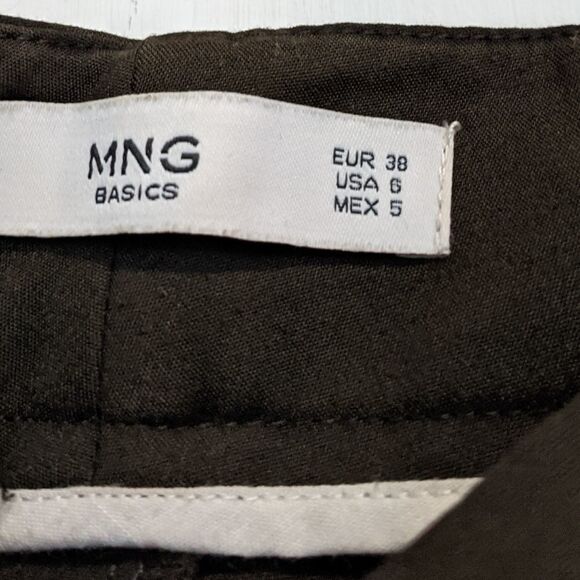 MNG
BASICS
EUR 38
USA 6
MEX 5